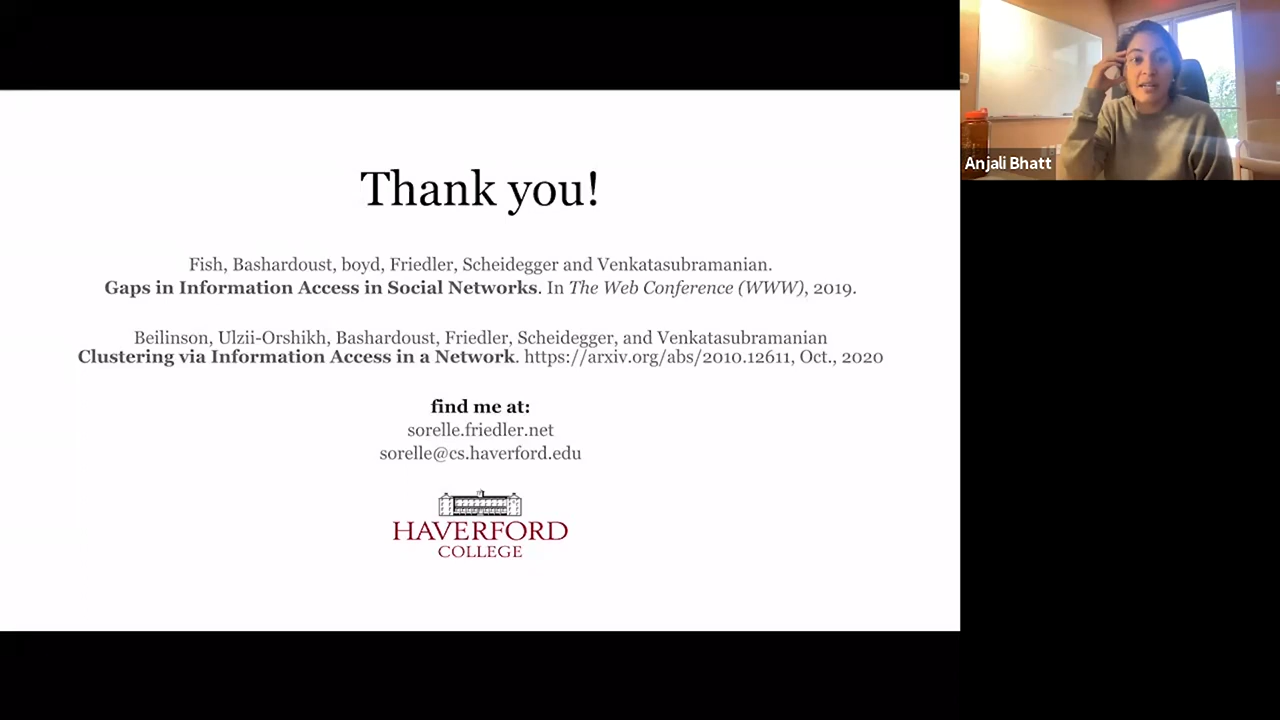 Thank you!
Fish, Bashardoust, boyd, Friedler, Scheidegger and Venkatasubramanian.
Gaps in Information Access in Social Networks. In The Web Conference (WWW), 2019.
Beilinson, Ulzii-Orshikh, Bashardoust, Friedler, Scheidegger, and Venkatasubramanian
Clustering via Information Access in a Network. https://arxiv.org/abs/2010.12611, Oct., 2020
find me at:
sorelle.friedler.net
sorelle@cs.haverford.edu
HAVERFORD
COLLEGE
Anjali Bhatt